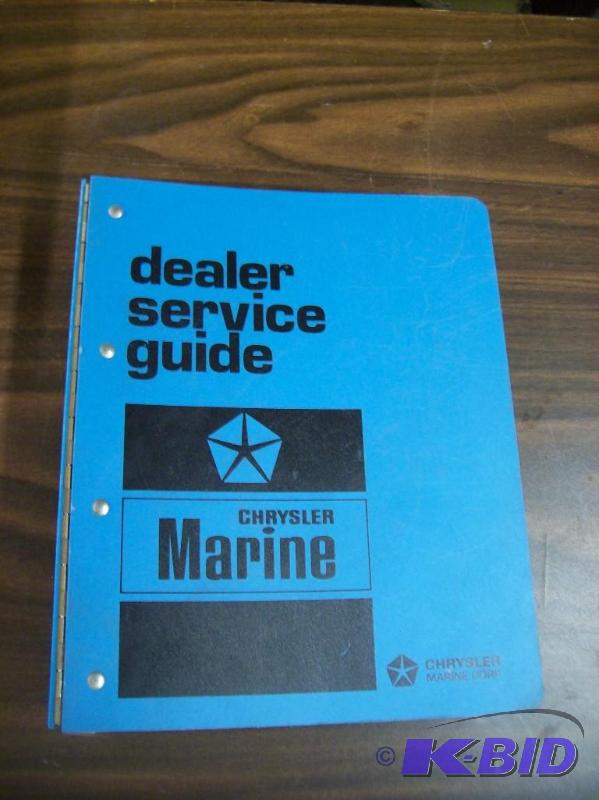 dealer
service
guide
CHRYSLER
Marine
CHRYSLER
MARINE CORP
© K-BID